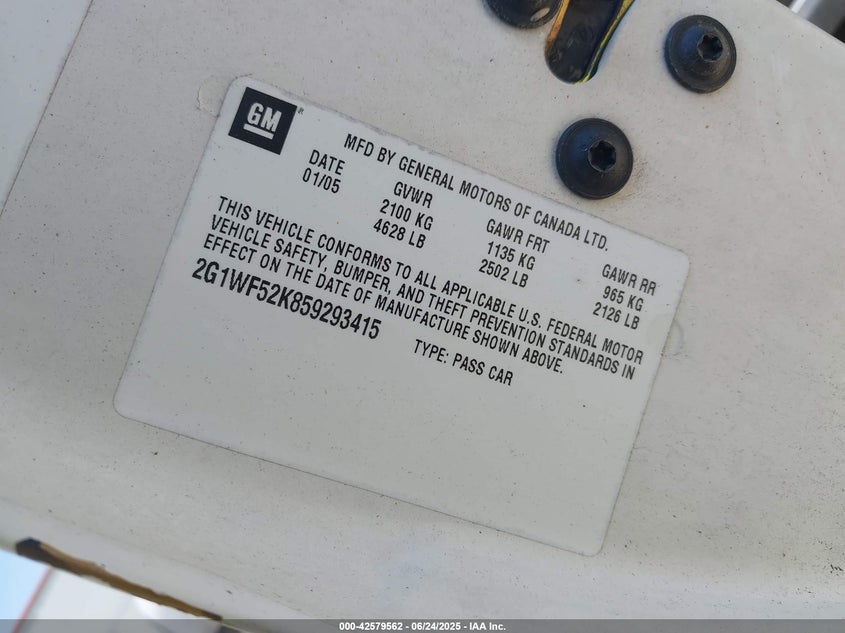 GM®
MFD BY GENERAL MOTORS OF CANADA LTD.
DATE GVWR GAWR FRT GAWR RR
01/05 2100 KG 1135 KG 965 KG
4628 LB 2502 LB 2126 LB
THIS VEHICLE CONFORMS TO ALL APPLICABLE U.S. FEDERAL MOTOR
VEHICLE SAFETY, BUMPER, AND THEFT PREVENTION STANDARDS IN
EFFECT ON THE DATE OF MANUFACTURE SHOWN ABOVE.
2G1WF52K859293415 TYPE: PASS CAR
000-42579562 - 06/24/2025 - IAA Inc.